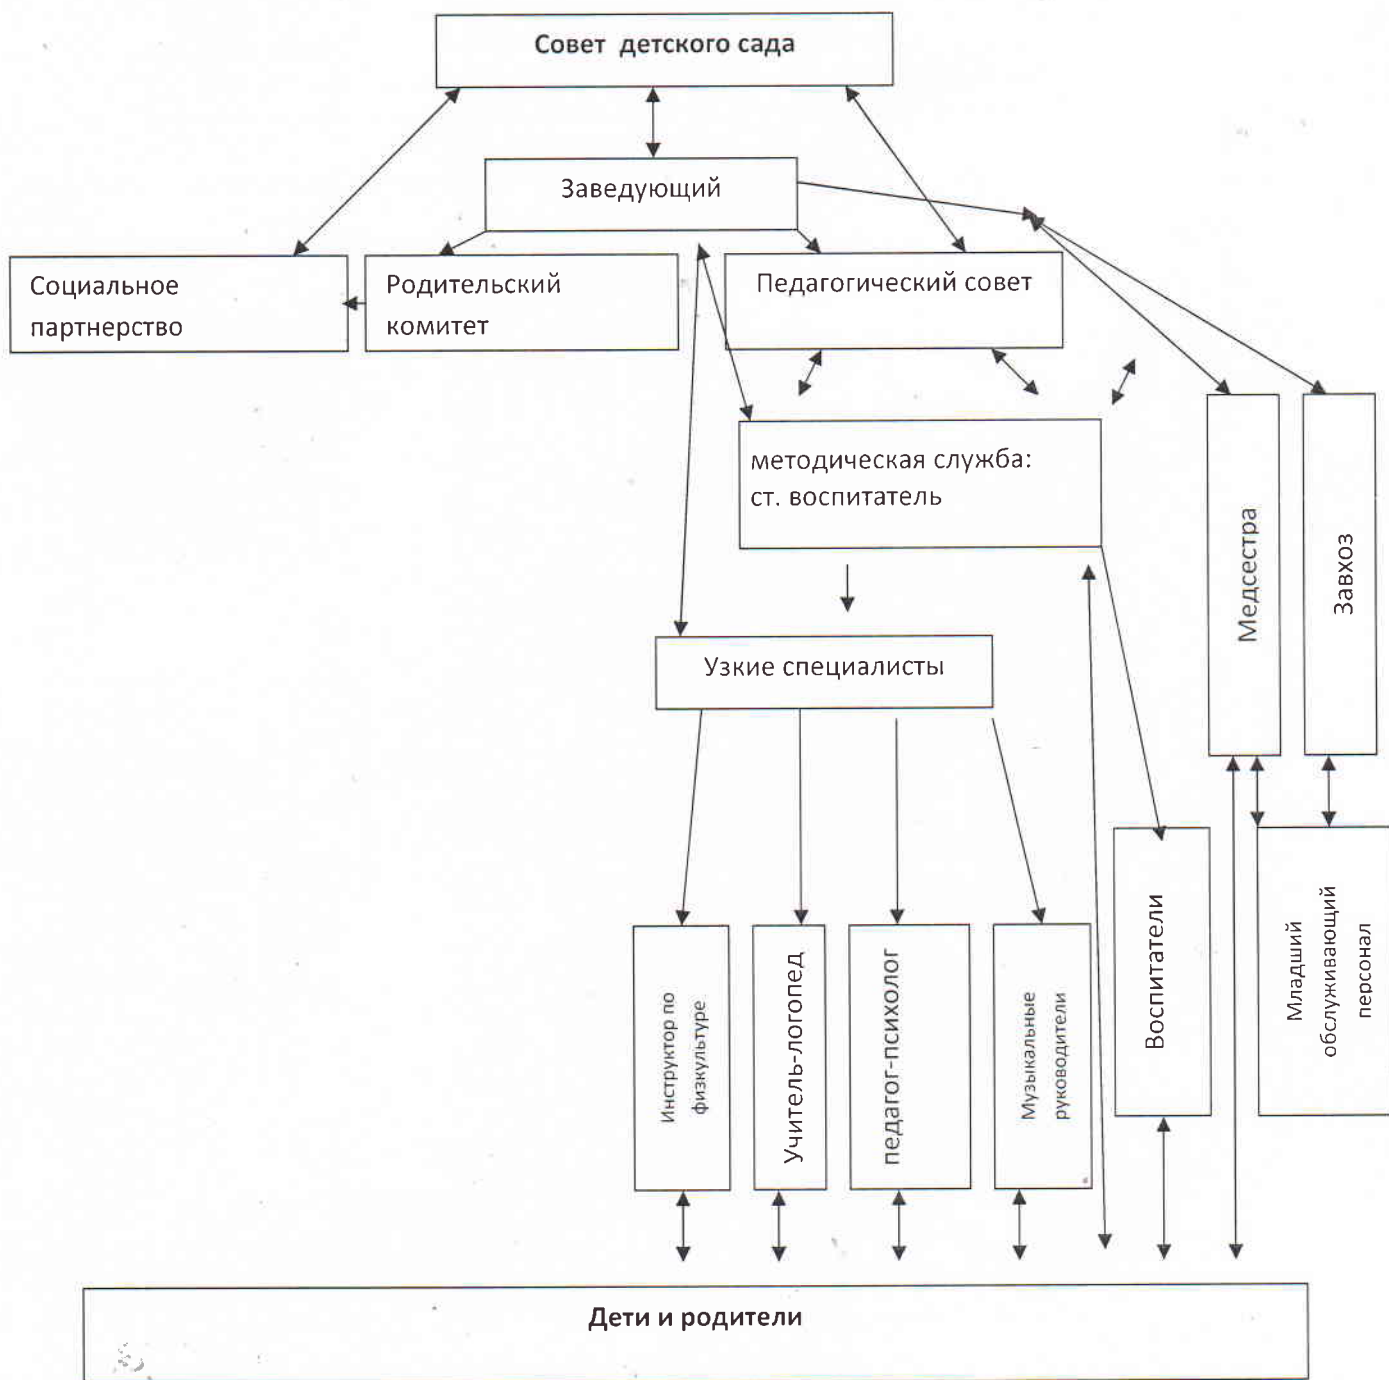 Совет детского сада
Заведующий
Социальное
партнерство
Родительский
комитет
Педагогический совет
методическая служба:
ст. воспитатель
Медсестра
Завхоз
Узкие специалисты
Инструктор по
физкультуре
Учитель-логопед
педагог-психолог
Музыкальные
руководители
Воспитатели
Младший
обслуживающий
персонал
Дети и родители